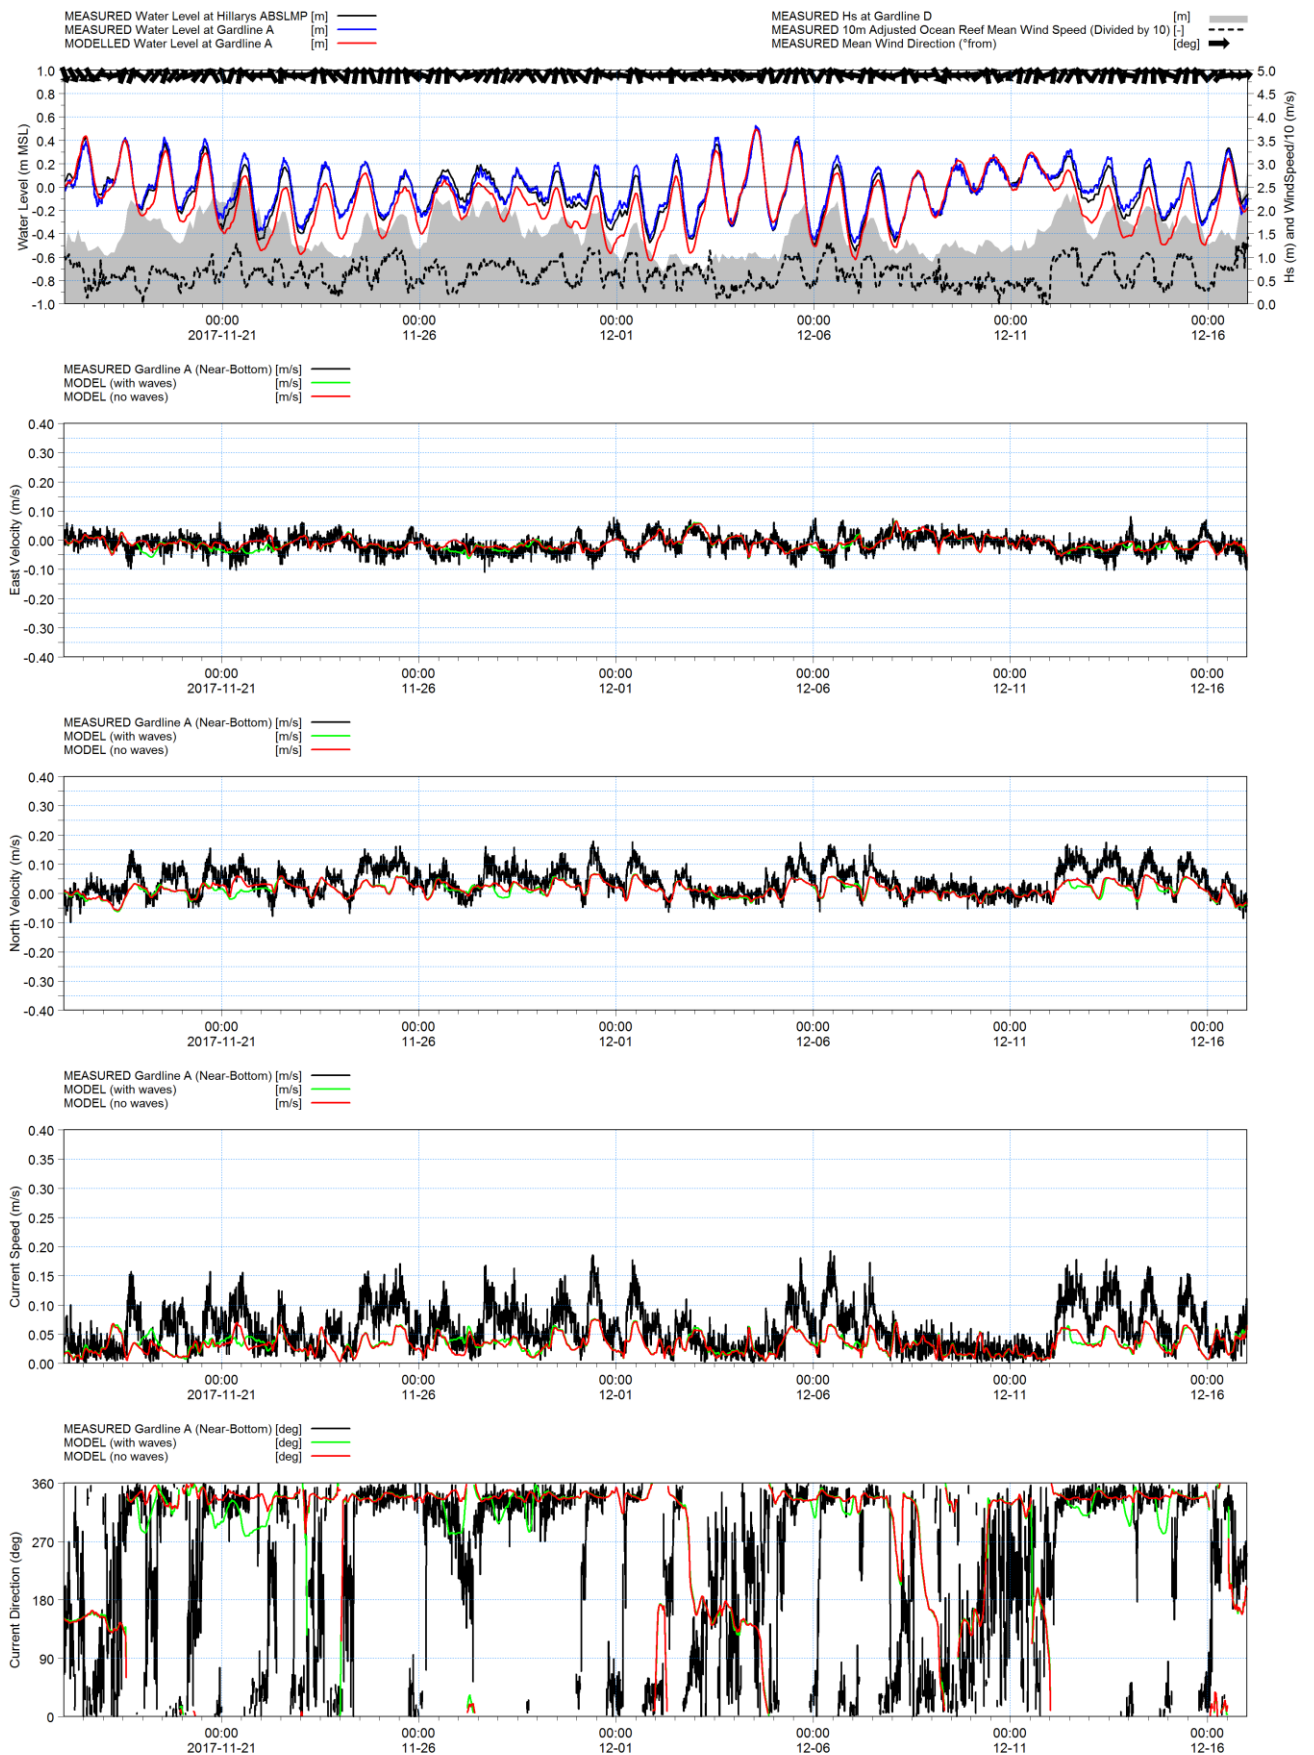 MEASURED Water Level at Hillarys ABSLMP [m]
MEASURED Water Level at Gardline A [m]
MODELLED Water Level at Gardline A [m]
MEASURED Hs at Gardline D [m]
MEASURED 10m Adjusted Ocean Reef Mean Wind Speed (Divided by 10) [-]
MEASURED Mean Wind Direction (°from) [deg]
Water Level (m MSL)
1.0
0.8
0.6
0.4
0.2
0.0
-0.2
-0.4
-0.6
-0.8
-1.0
5.0
4.5
4.0
3.5
3.0
2.5
2.0
1.5
1.0
0.5
0.0
Hs (m) and WindSpeed/10 (m/s)
00:00 00:00 00:00 00:00 00:00 00:00
2017-11-21 11-26 12-01 12-06 12-11 12-16
MEASURED Gardline A (Near-Bottom) [m/s]
MODEL (with waves) [m/s]
MODEL (no waves) [m/s]
East Velocity (m/s)
0.40
0.30
0.20
0.10
0.00
-0.10
-0.20
-0.30
-0.40
00:00 00:00 00:00 00:00 00:00 00:00
2017-11-21 11-26 12-01 12-06 12-11 12-16
MEASURED Gardline A (Near-Bottom) [m/s]
MODEL (with waves) [m/s]
MODEL (no waves) [m/s]
North Velocity (m/s)
0.40
0.30
0.20
0.10
0.00
-0.10
-0.20
-0.30
-0.40
00:00 00:00 00:00 00:00 00:00 00:00
2017-11-21 11-26 12-01 12-06 12-11 12-16
MEASURED Gardline A (Near-Bottom) [m/s]
MODEL (with waves) [m/s]
MODEL (no waves) [m/s]
Current Speed (m/s)
0.40
0.35
0.30
0.25
0.20
0.15
0.10
0.05
0.00
00:00 00:00 00:00 00:00 00:00 00:00
2017-11-21 11-26 12-01 12-06 12-11 12-16
MEASURED Gardline A (Near-Bottom) [deg]
MODEL (with waves) [deg]
MODEL (no waves) [deg]
Current Direction (deg)
360
270
180
90
0
00:00 00:00 00:00 00:00 00:00 00:00
2017-11-21 11-26 12-01 12-06 12-11 12-16